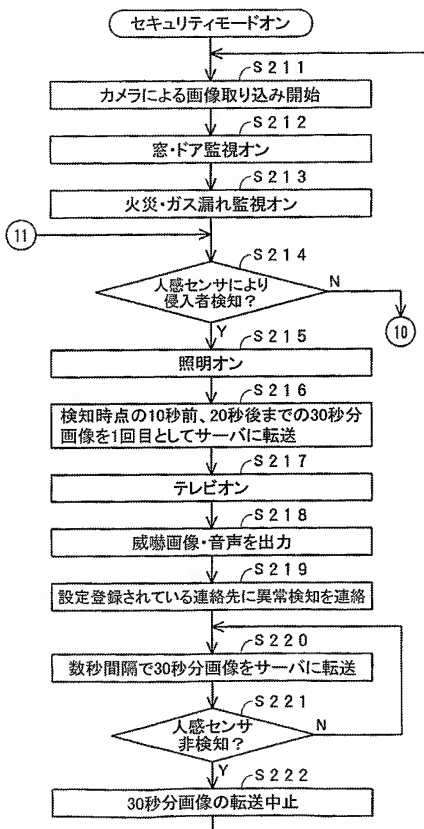 セキュリティモードオン
S211
カメラによる画像取り込み開始
S212
窓・ドア監視オン
S213
火災・ガス漏れ監視オン
11
S214
人感センサにより
侵入者検知？
N
10
Y
S215
照明オン
S216
検知時点の10秒前、20秒後までの30秒分
画像を1回目としてサーバに転送
S217
テレビオン
S218
威嚇画像・音声を出力
S219
設定登録されている連絡先に異常検知を連絡
S220
数秒間隔で30秒分画像をサーバに転送
S221
人感センサ
非検知？
N
Y
S222
30秒分画像の転送中止